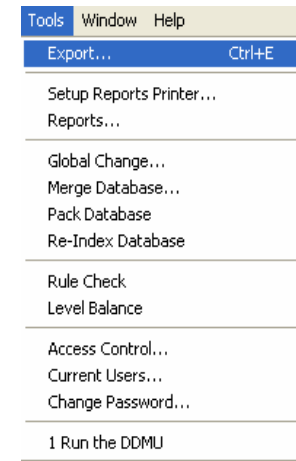 Tools Window Help
Export... Ctrl+E
Setup Reports Printer...
Reports...
Global Change...
Merge Database...
Pack Database
Re-Index Database
Rule Check
Level Balance
Access Control...
Current Users...
Change Password...
1 Run the DDMU